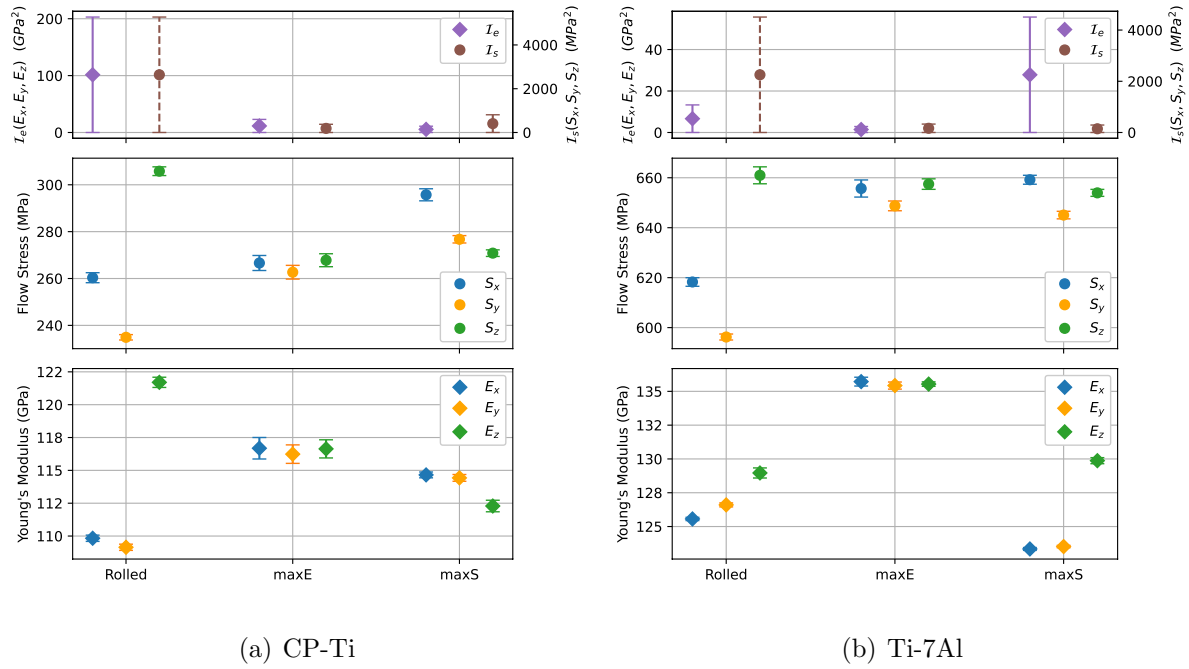 200
100
0
4000
2000
0
ℐe(Ex, Ey, Ez) (GPa²)
ℐs(Sx, Sy, Sz) (MPa²)
ℐe
ℐs
300
280
260
240
Flow Stress (MPa)
Sx
Sy
Sz
122
120
118
115
112
110
Young's Modulus (GPa)
Ex
Ey
Ez
Rolled maxE maxS
(a) CP-Ti
40
20
0
4000
2000
0
ℐe(Ex, Ey, Ez) (GPa²)
ℐs(Sx, Sy, Sz) (MPa²)
ℐe
ℐs
660
640
620
600
Flow Stress (MPa)
Sx
Sy
Sz
135
130
128
125
Young's Modulus (GPa)
Ex
Ey
Ez
Rolled maxE maxS
(b) Ti-7Al